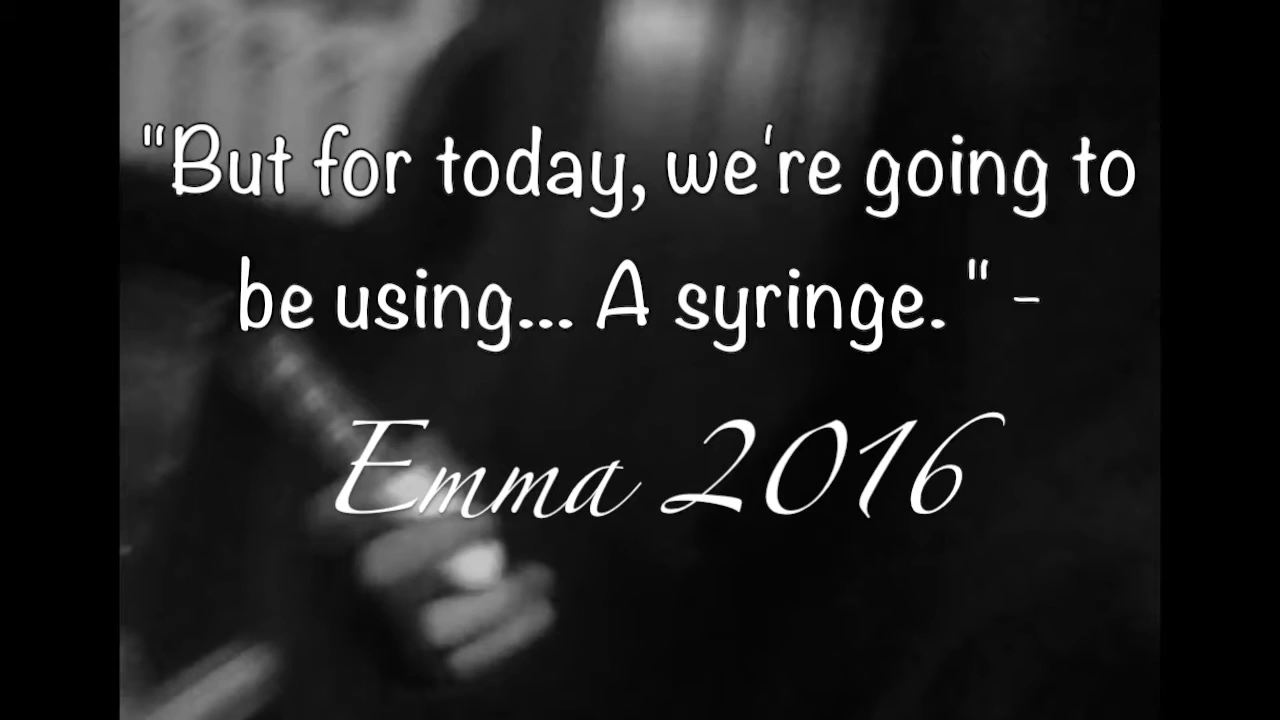 "But for today, we're going to
be using... A syringe. " -
Emma 2016